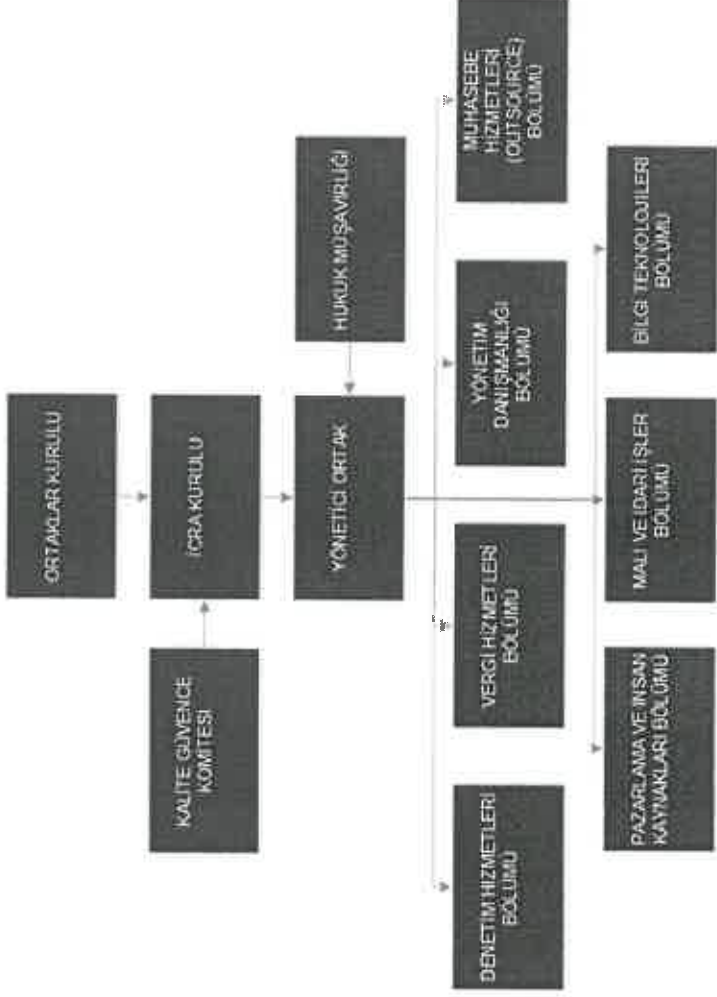 ORTAKLAR KURULU
KALİTE GÜVENCE
KOMİTESİ
İCRA KURULU
YÖNETİCİ ORTAK
HUKUK MÜŞAVİRLİĞİ
DENETİM HİZMETLERİ
BÖLÜMÜ
VERGİ HİZMETLERİ
BÖLÜMÜ
YÖNETİM
DANIŞMANLIĞI
BÖLÜMÜ
MUHASEBE
HİZMETLERİ
(OUTSOURCE)
BÖLÜMÜ
PAZARLAMA VE İNSAN
KAYNAKLARI BÖLÜMÜ
MALİ VE İDARİ İŞLER
BÖLÜMÜ
BİLGİ TEKNOLOJİLERİ
BÖLÜMÜ